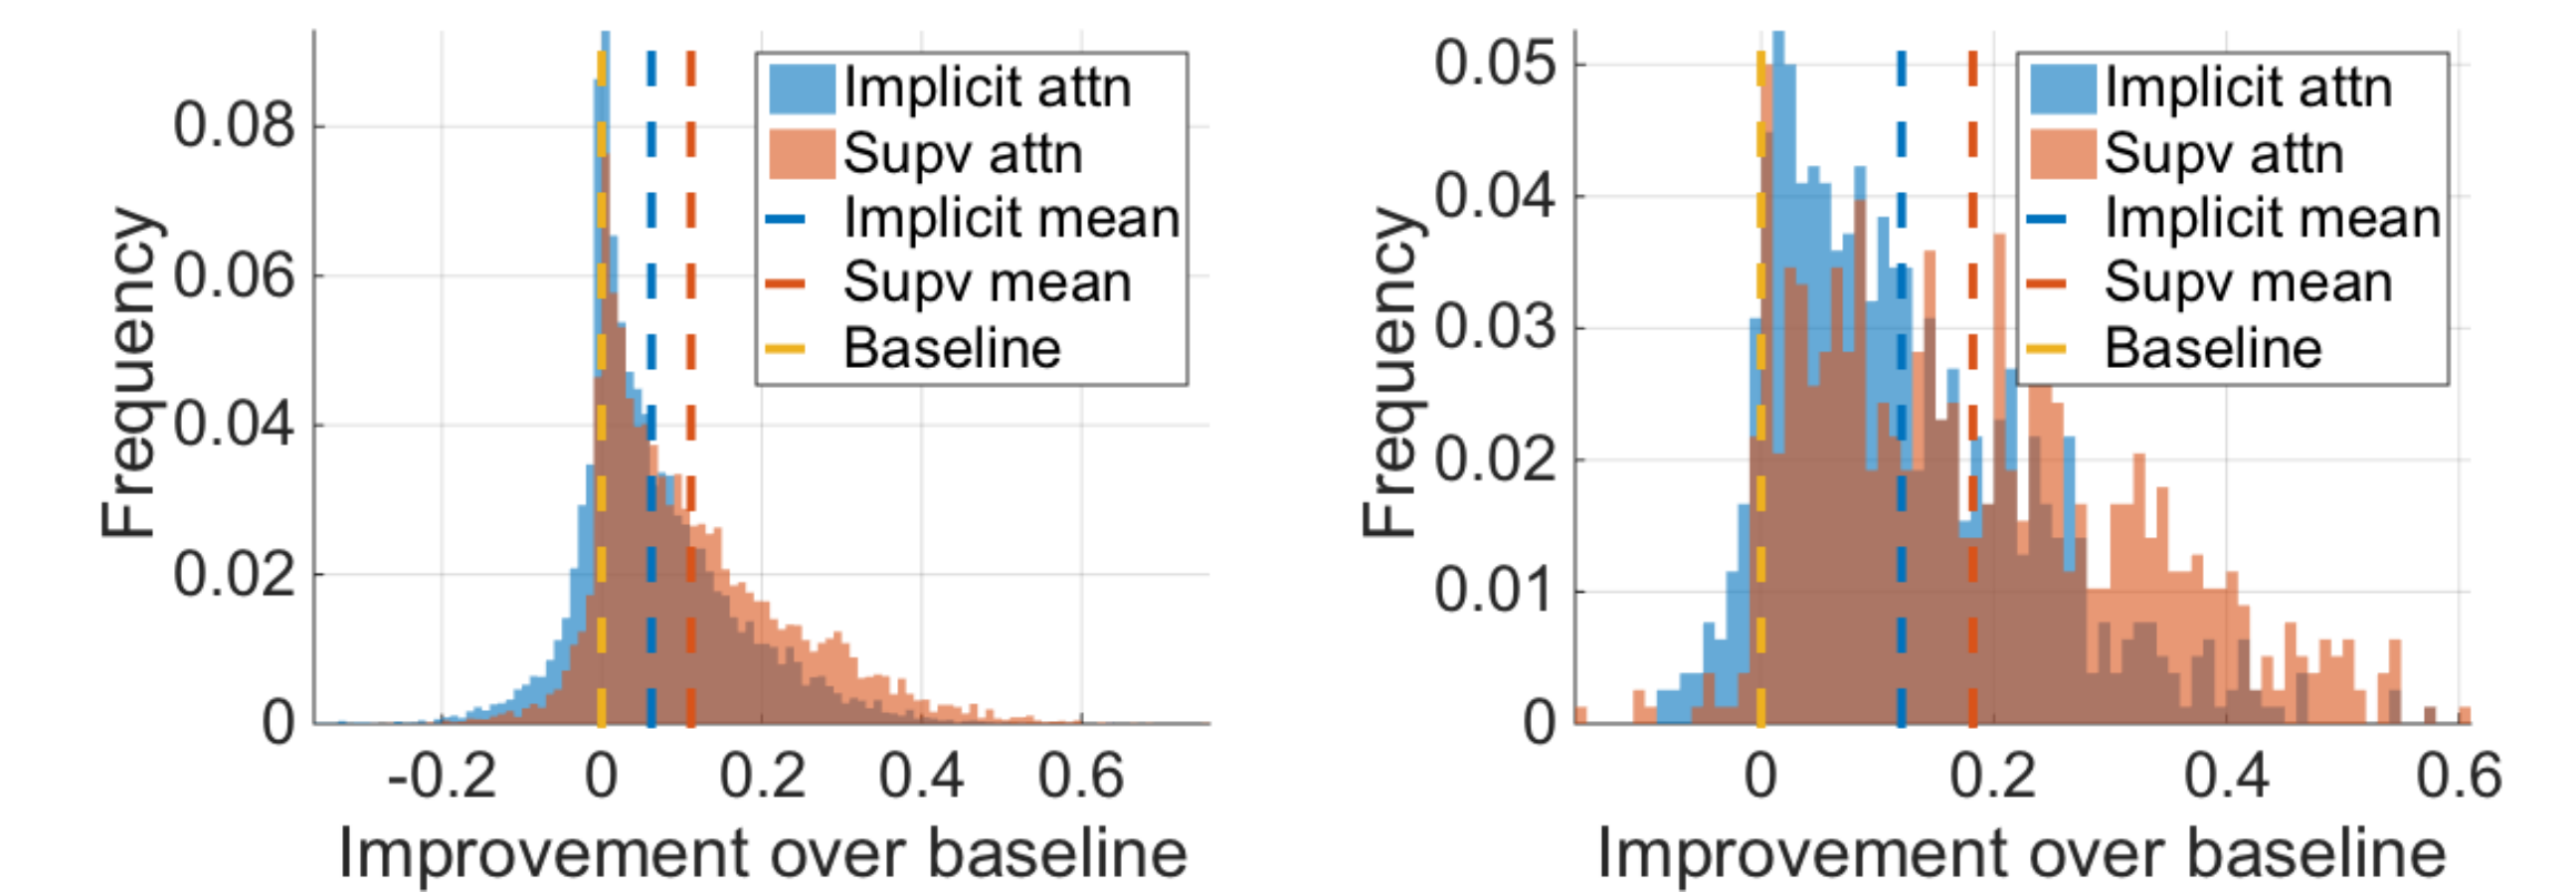 Frequency
0.08
0.06
0.04
0.02
0
-0.2 0 0.2 0.4 0.6
Improvement over baseline
Implicit attn
Supv attn
Implicit mean
Supv mean
Baseline
Frequency
0.05
0.04
0.03
0.02
0.01
0
0 0.2 0.4 0.6
Improvement over baseline
Implicit attn
Supv attn
Implicit mean
Supv mean
Baseline